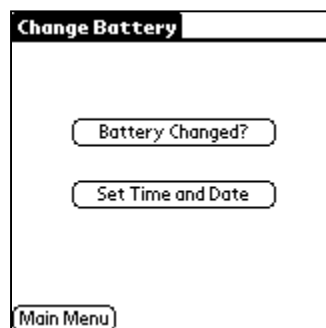 Change Battery
Battery Changed?
Set Time and Date
Main Menu